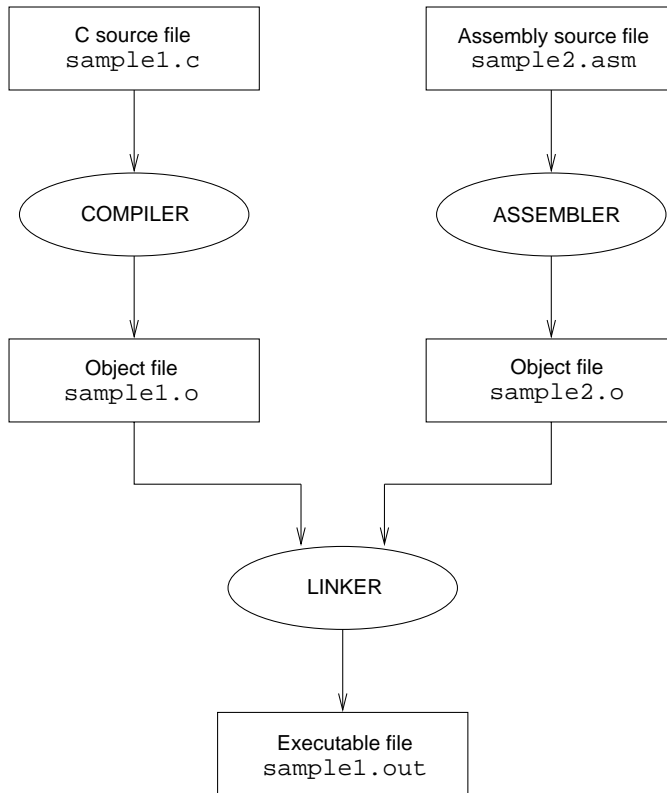 C source file
sample1.c
Assembly source file
sample2.asm
COMPILER
ASSEMBLER
Object file
sample1.o
Object file
sample2.o
LINKER
Executable file
sample1.out